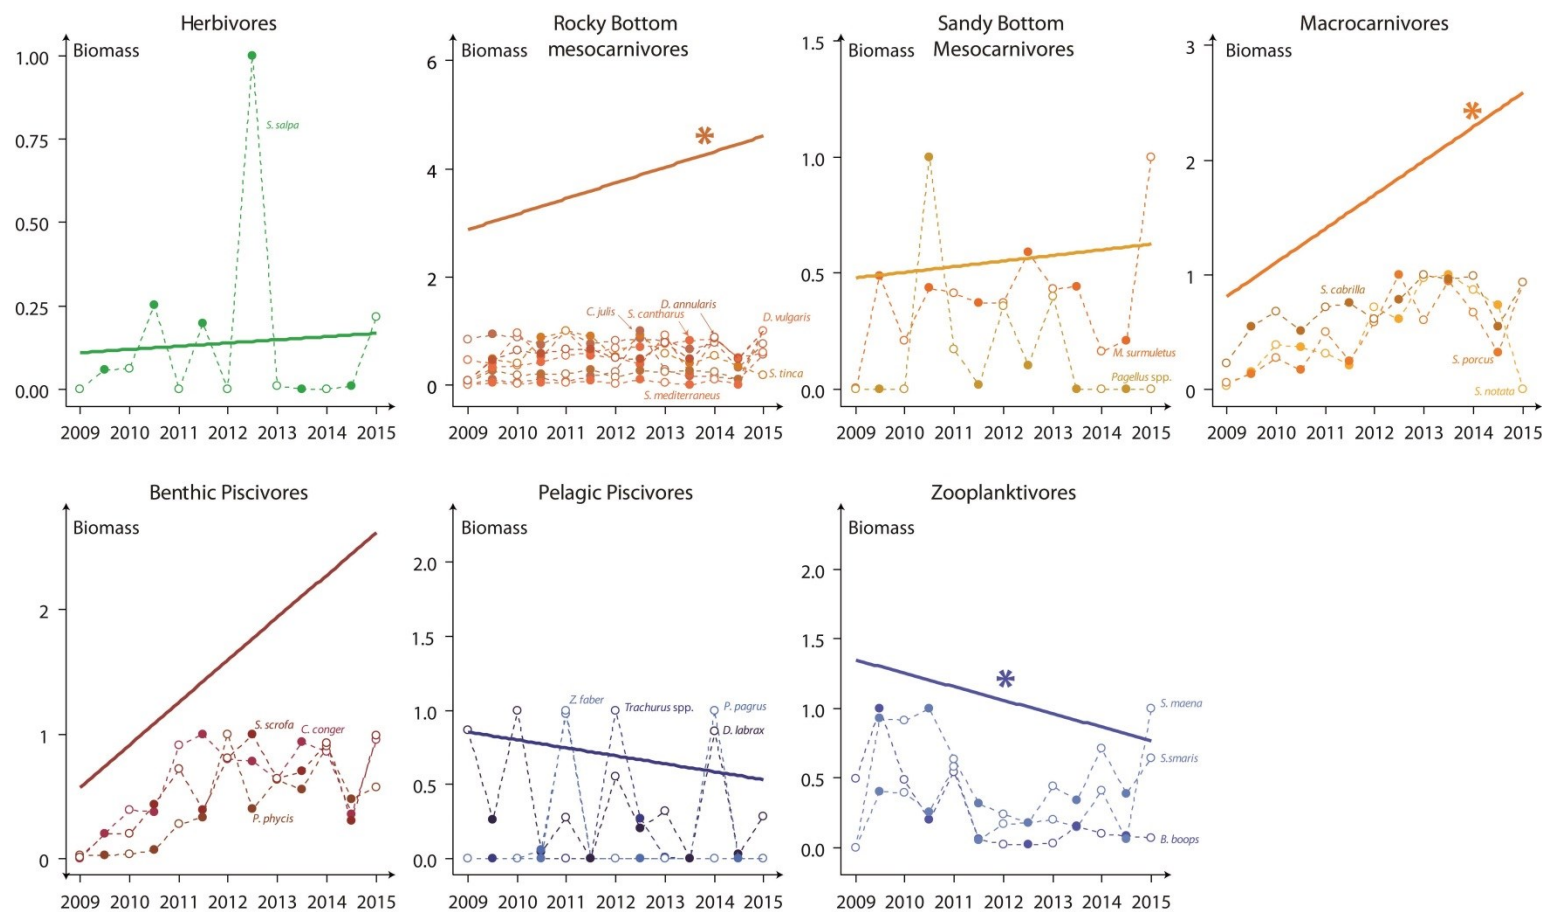 Herbivores
Biomass
1.00
0.75
0.50
0.25
0.00
S. salpa
2009 2010 2011 2012 2013 2014 2015
Rocky Bottom
mesocarnivores
Biomass
6
4
2
0
*
C. julis
S. cantharus
D. annularis
D. vulgaris
S. tinca
S. mediterraneus
2009 2010 2011 2012 2013 2014 2015
Sandy Bottom
Mesocarnivores
Biomass
1.5
1.0
0.5
0.0
M. surmuletus
Pagellus spp.
2009 2010 2011 2012 2013 2014 2015
Macrocarnivores
Biomass
3
2
1
0
*
S. cabrilla
S. porcus
S. notata
2009 2010 2011 2012 2013 2014 2015
Benthic Piscivores
Biomass
2
1
0
S. scrofa
C. conger
P. phycis
2009 2010 2011 2012 2013 2014 2015
Pelagic Piscivores
Biomass
2.0
1.5
1.0
0.5
0.0
Z. faber
Trachurus spp.
P. pagrus
D. labrax
2009 2010 2011 2012 2013 2014 2015
Zooplanktivores
Biomass
2.0
1.5
1.0
0.5
0.0
*
S. maena
S.smaris
B. boops
2009 2010 2011 2012 2013 2014 2015